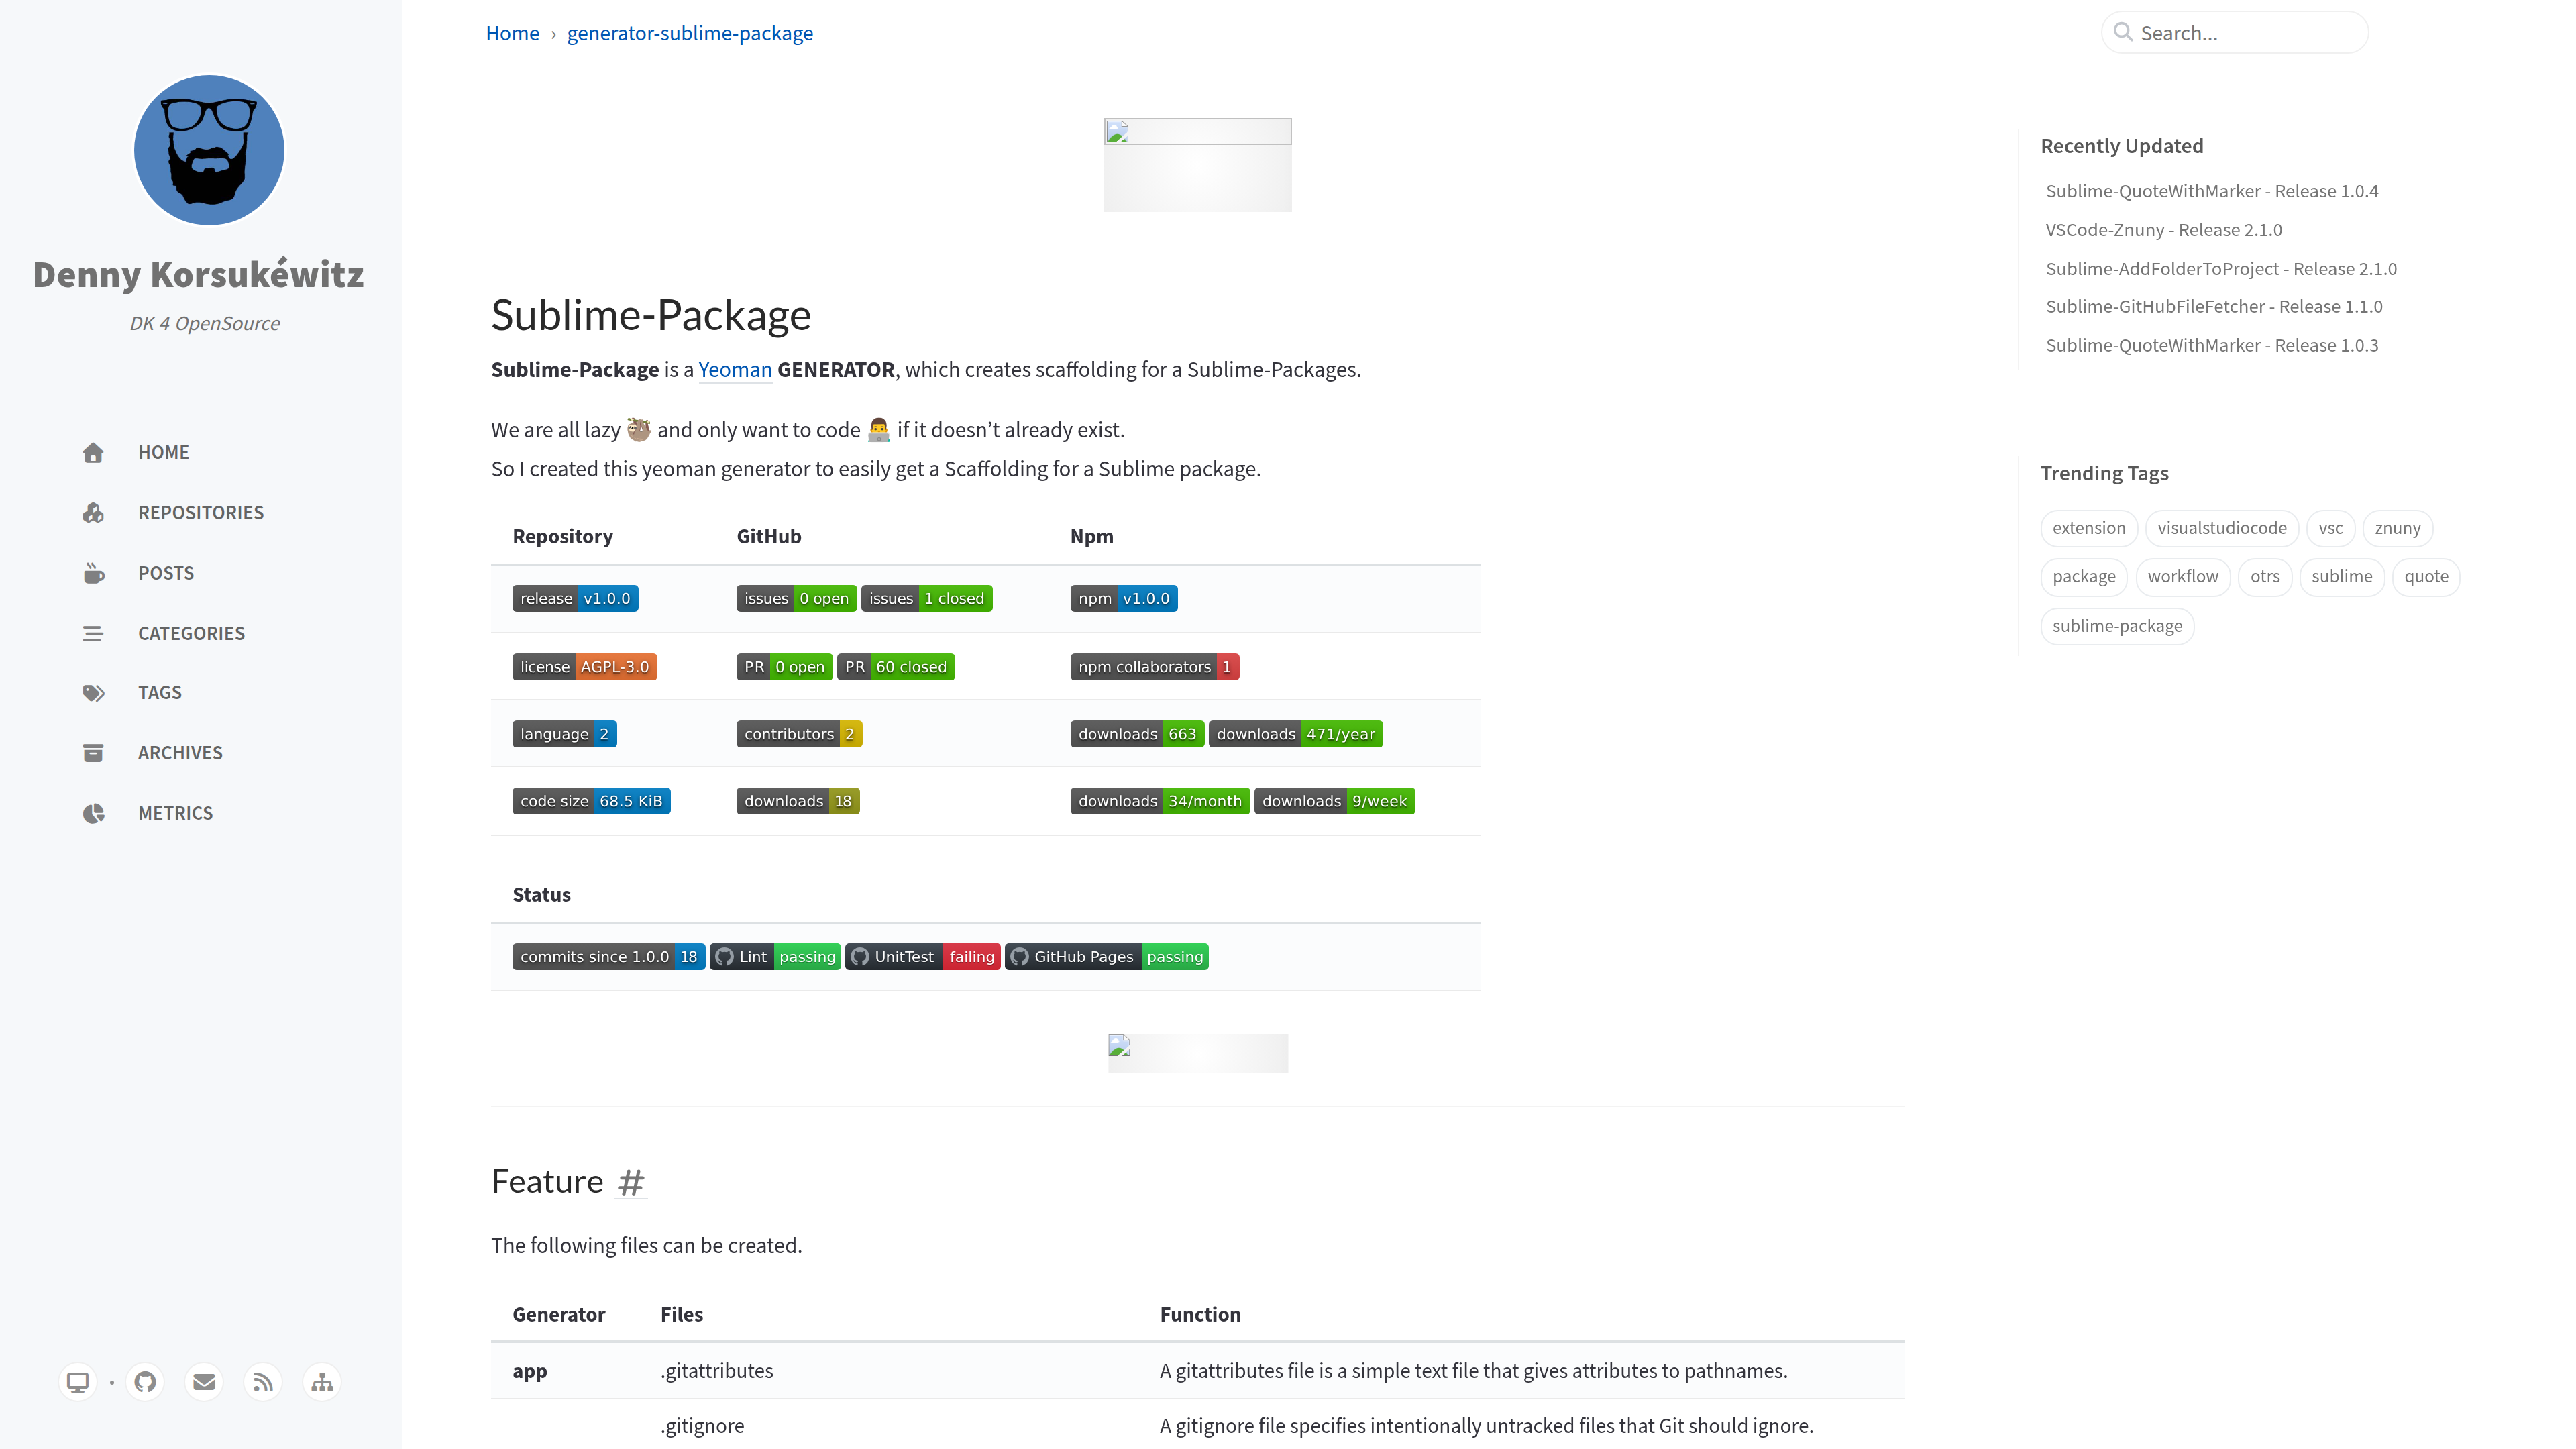 Denny Korsukéwitz
DK 4 OpenSource
HOME
REPOSITORIES
POSTS
CATEGORIES
TAGS
ARCHIVES
METRICS
Home › generator-sublime-package
Search...
Sublime-Package
Sublime-Package is a Yeoman GENERATOR, which creates scaffolding for a Sublime-Packages.
We are all lazy 🦥 and only want to code 👨‍💻 if it doesn’t already exist.
So I created this yeoman generator to easily get a Scaffolding for a Sublime package.
Repository GitHub Npm
release v1.0.0 issues 0 open issues 1 closed npm v1.0.0
license AGPL-3.0 PR 0 open PR 60 closed npm collaborators 1
language 2 contributors 2 downloads 663 downloads 471/year
code size 68.5 KiB downloads 18 downloads 34/month downloads 9/week
Status
commits since 1.0.0 18 Lint passing UnitTest failing GitHub Pages passing
Feature #
The following files can be created.
Generator Files Function
app .gitattributes A gitattributes file is a simple text file that gives attributes to pathnames.
.gitignore A gitignore file specifies intentionally untracked files that Git should ignore.
Recently Updated
Sublime-QuoteWithMarker - Release 1.0.4
VSCode-Znuny - Release 2.1.0
Sublime-AddFolderToProject - Release 2.1.0
Sublime-GitHubFileFetcher - Release 1.1.0
Sublime-QuoteWithMarker - Release 1.0.3
Trending Tags
extension visualstudiocode vsc znuny
package workflow otrs sublime quote
sublime-package